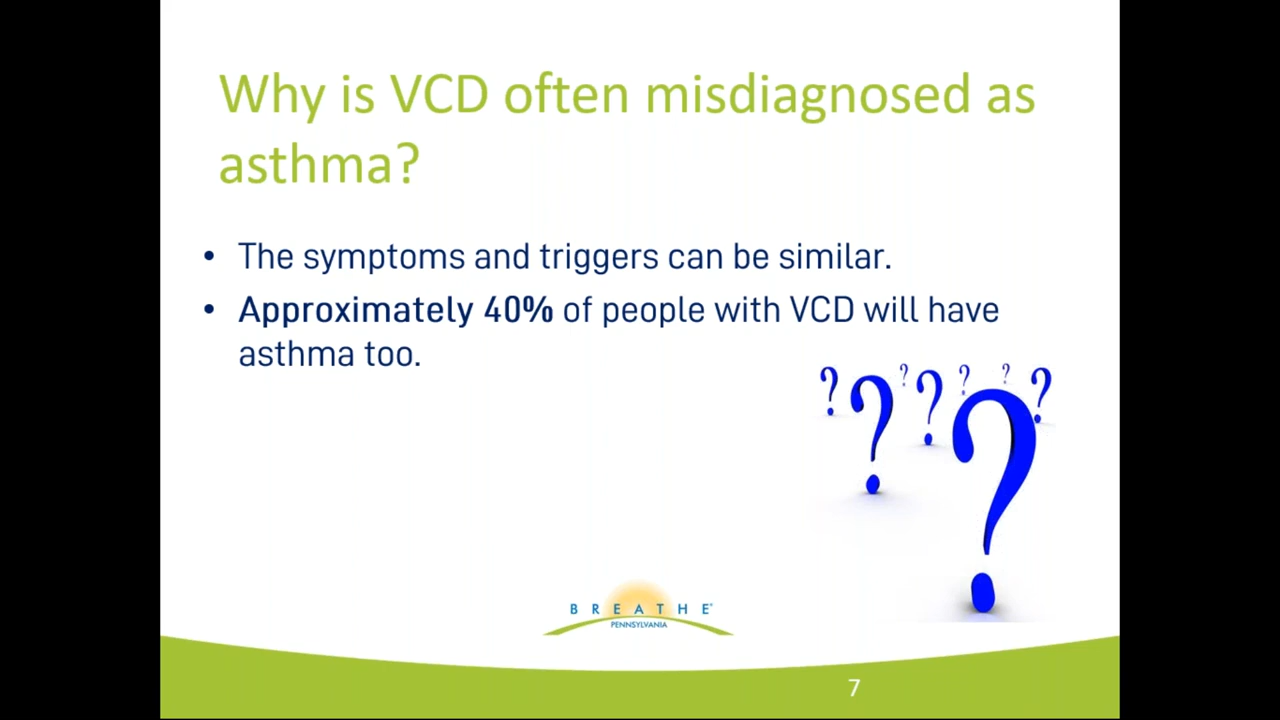 Why is VCD often misdiagnosed as
asthma?
• The symptoms and triggers can be similar.
• Approximately 40% of people with VCD will have
asthma too.
? ? ? ? ? ? ? ?
BREATHE
PENNSYLVANIA
7